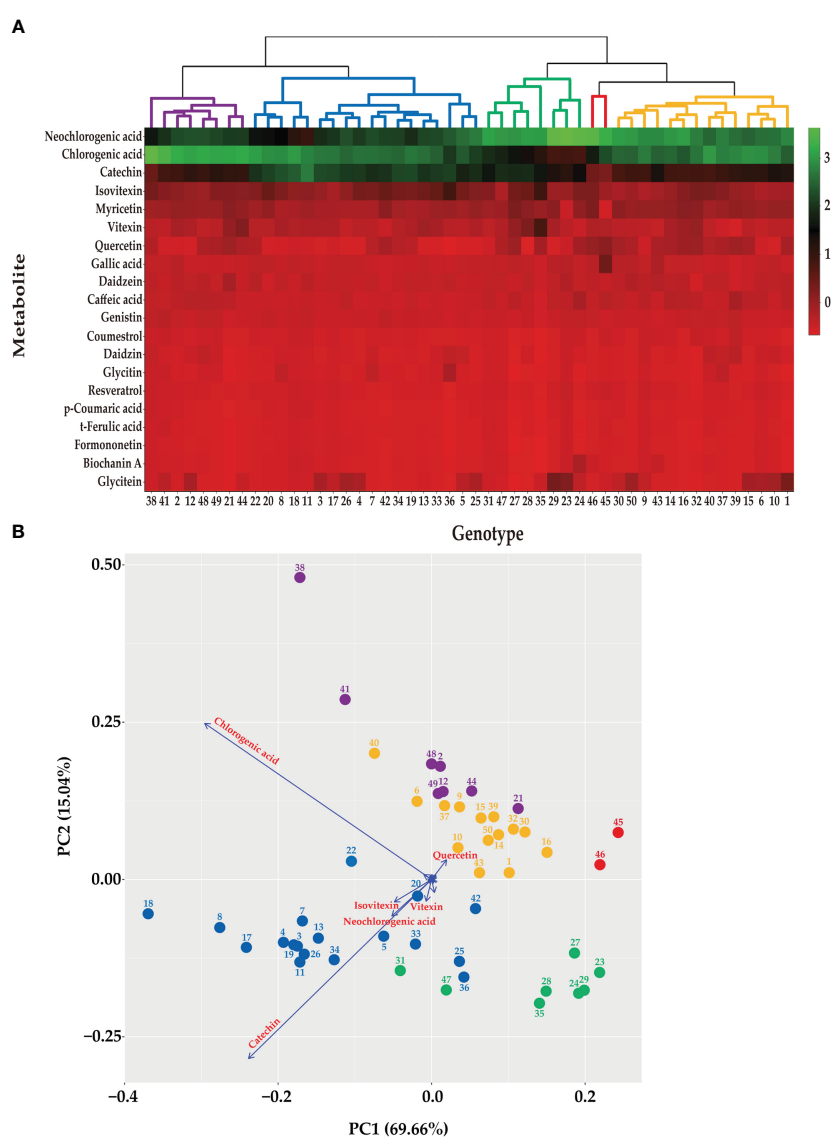 A
Neochlorogenic acid
Chlorogenic acid
Catechin
Isovitexin
Myricetin
Vitexin
Quercetin
Gallic acid
Daidzein
Caffeic acid
Genistin
Coumestrol
Daidzin
Glycitin
Resveratrol
p-Coumaric acid
t-Ferulic acid
Formononetin
Biochanin A
Glycitein
Metabolite
3
2
1
0
38 41 2 12 48 49 21 44 22 20 8 18 11 3 17 26 4 7 42 34 19 13 33 36 5 25 31 47 27 28 35 29 23 24 46 45 30 50 9 43 14 16 32 40 37 39 15 6 10 1
Genotype
B
0.50
0.25
0.00
−0.25
PC2 (15.04%)
38
41
Chlorogenic acid
40
48 2
49 12 44
6 37 9 21
15 39
32 30
50 14
10 16
43 1
45
46
Quercetin
22
20
Isovitexin
Vitexin
Neochlorogenic acid
42
18
8
17
7
4 3 13
19 26
11
34
5
33
25
36
31
47
27
23
28
24 29
35
Catechin
−0.4 −0.2 0.0 0.2
PC1 (69.66%)